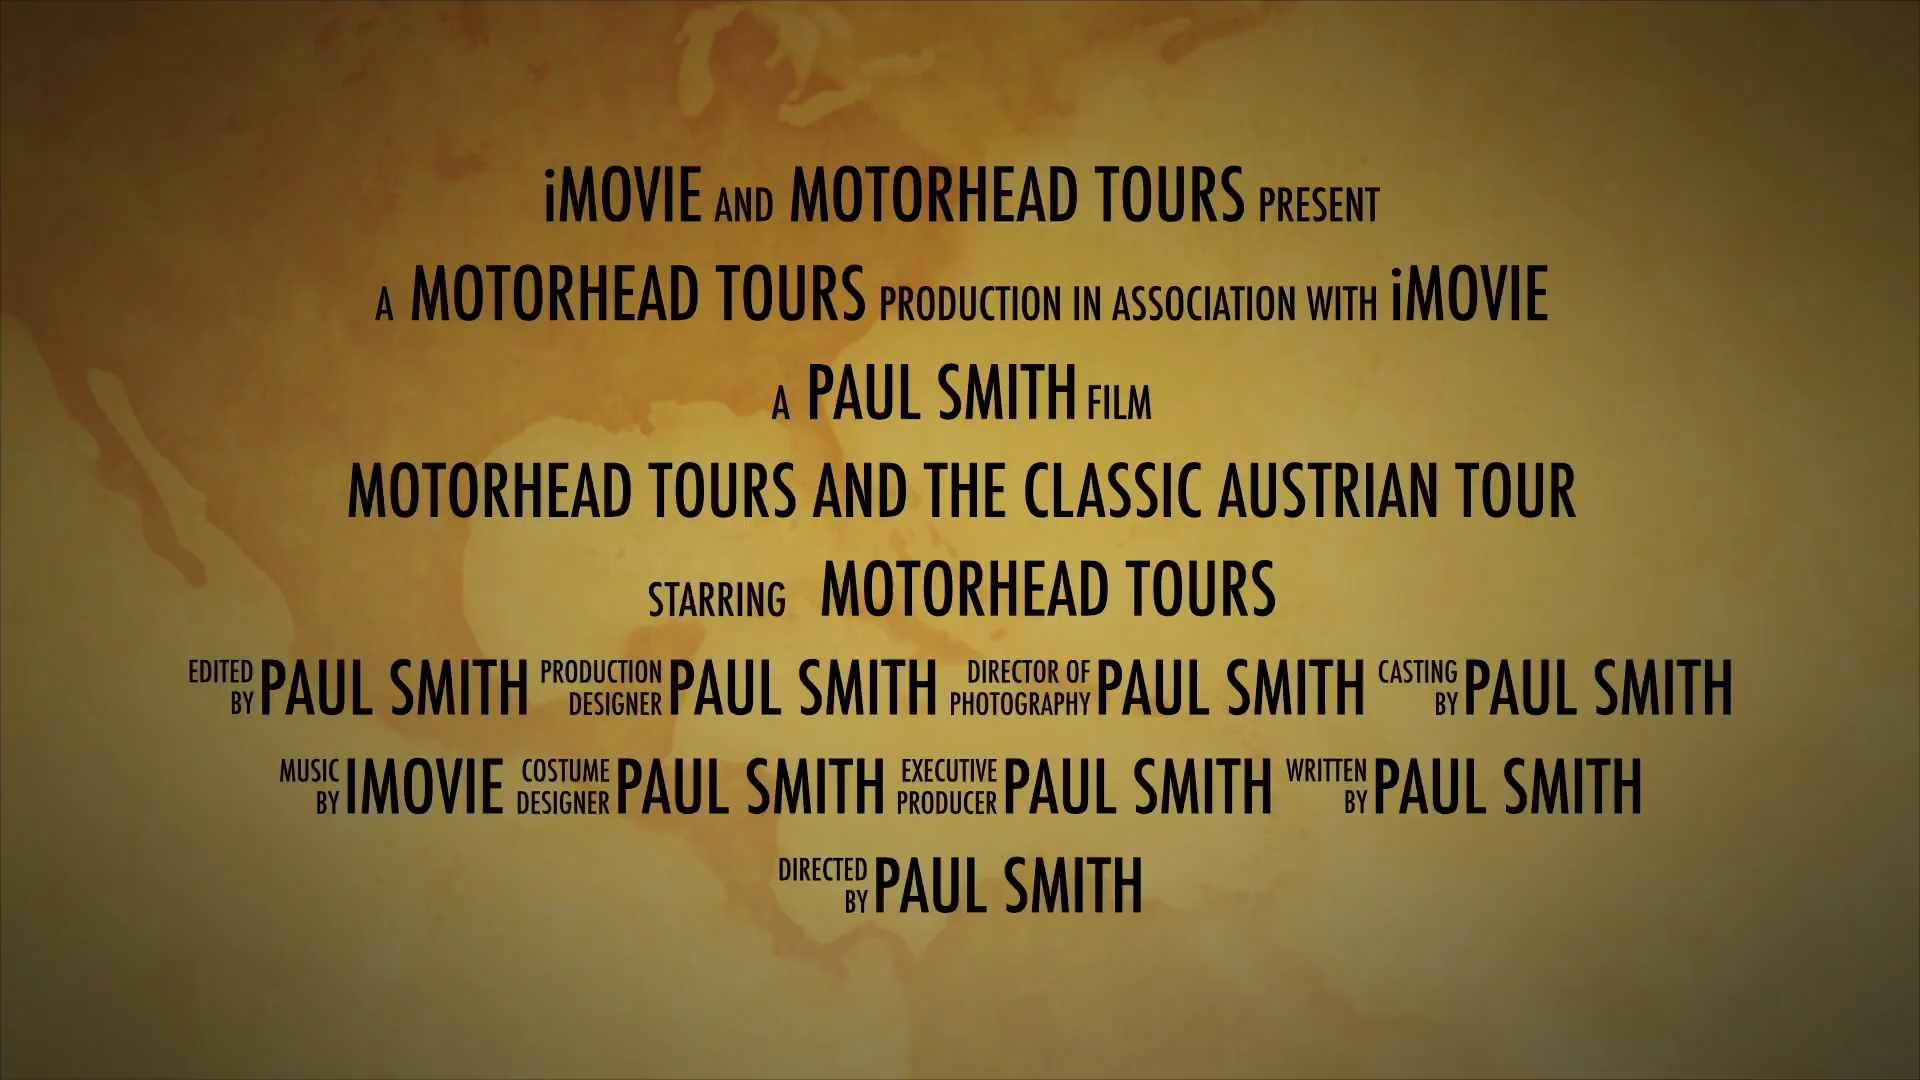 iMOVIE AND MOTORHEAD TOURS PRESENT
A MOTORHEAD TOURS PRODUCTION IN ASSOCIATION WITH iMOVIE
A PAUL SMITH FILM
MOTORHEAD TOURS AND THE CLASSIC AUSTRIAN TOUR
STARRING MOTORHEAD TOURS
EDITED BY PAUL SMITH PRODUCTION DESIGNER PAUL SMITH DIRECTOR OF PHOTOGRAPHY PAUL SMITH CASTING BY PAUL SMITH
MUSIC BY IMOVIE COSTUME DESIGNER PAUL SMITH EXECUTIVE PRODUCER PAUL SMITH WRITTEN BY PAUL SMITH
DIRECTED BY PAUL SMITH